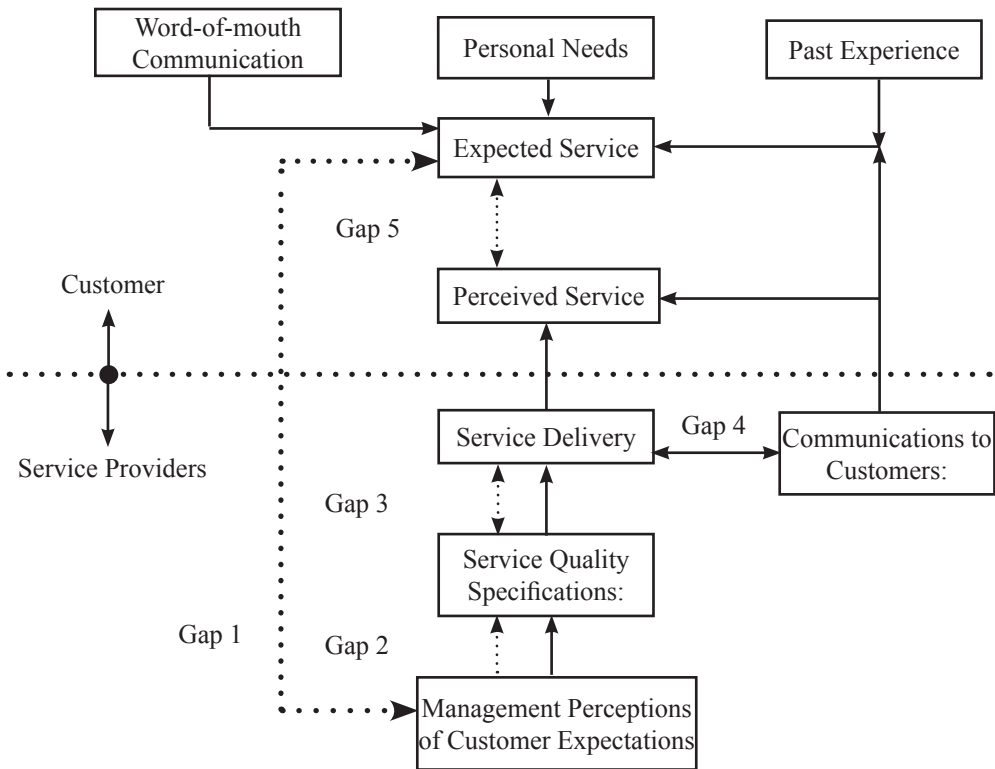 Word-of-mouth
Communication
Personal Needs
Past Experience
Expected Service
Gap 5
Perceived Service
Customer
Service Delivery
Gap 4
Communications to
Customers:
Service Providers
Gap 3
Service Quality
Specifications:
Gap 1
Gap 2
Management Perceptions
of Customer Expectations